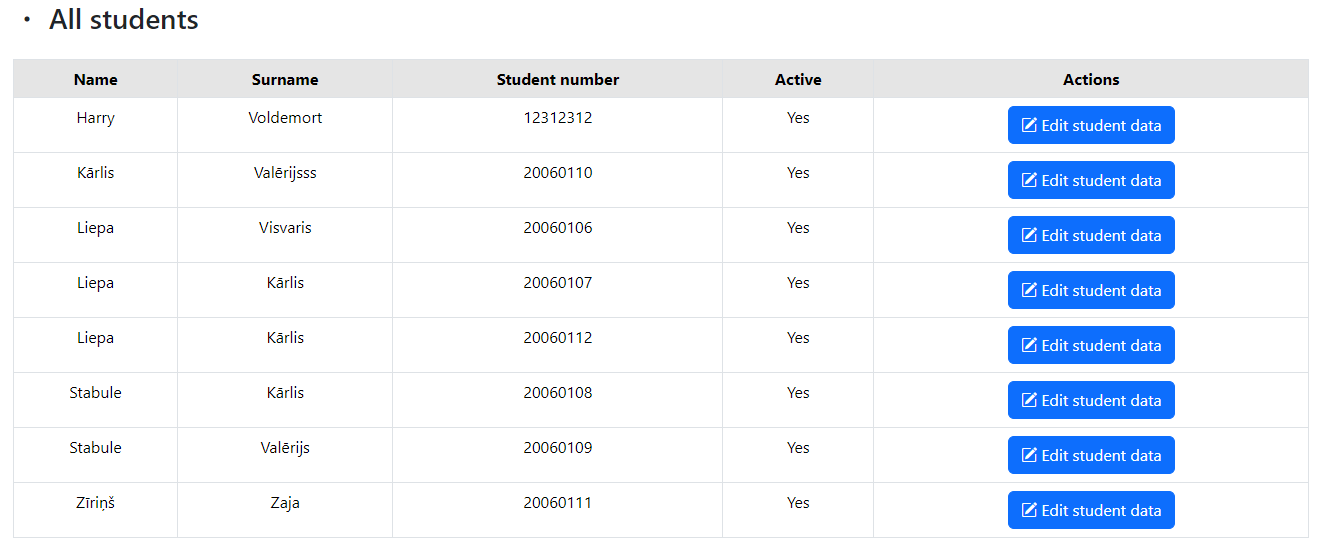 • All students
Name Surname Student number Active Actions
Harry Voldemort 12312312 Yes Edit student data
Kārlis Valērijsss 20060110 Yes Edit student data
Liepa Visvaris 20060106 Yes Edit student data
Liepa Kārlis 20060107 Yes Edit student data
Liepa Kārlis 20060112 Yes Edit student data
Stabule Kārlis 20060108 Yes Edit student data
Stabule Valērijs 20060109 Yes Edit student data
Zīriņš Zaja 20060111 Yes Edit student data